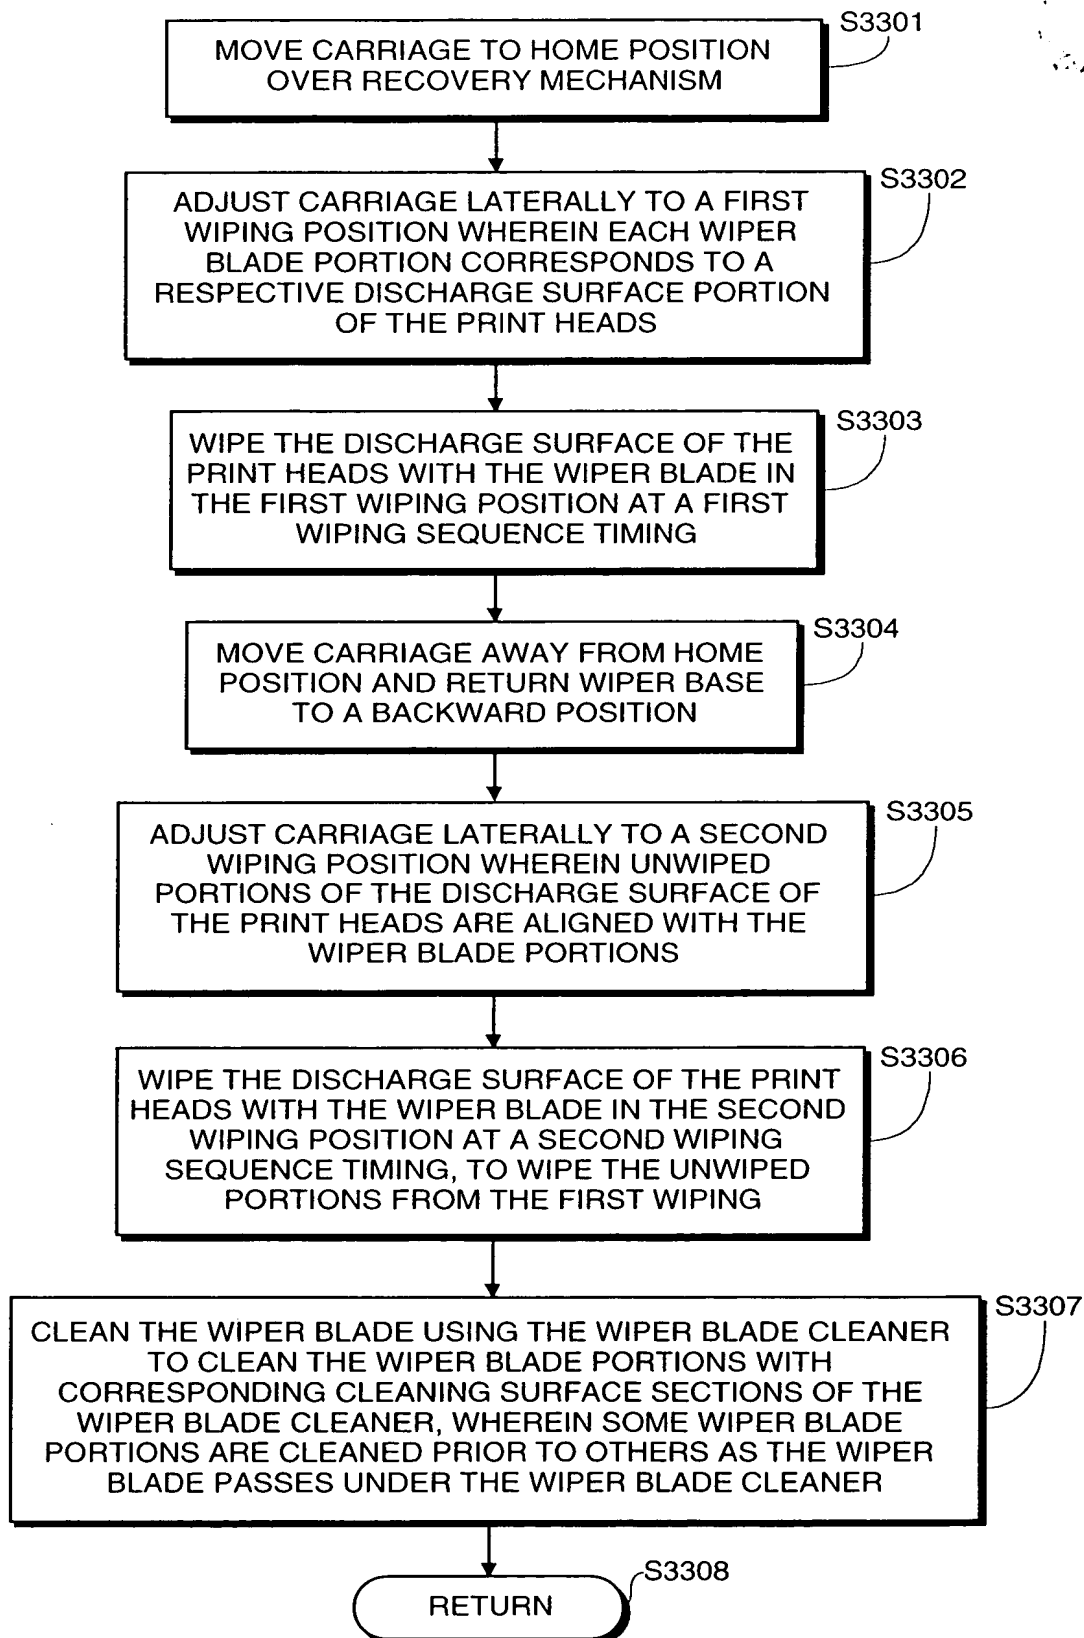 S3301
MOVE CARRIAGE TO HOME POSITION
OVER RECOVERY MECHANISM
S3302
ADJUST CARRIAGE LATERALLY TO A FIRST
WIPING POSITION WHEREIN EACH WIPER
BLADE PORTION CORRESPONDS TO A
RESPECTIVE DISCHARGE SURFACE PORTION
OF THE PRINT HEADS
S3303
WIPE THE DISCHARGE SURFACE OF THE
PRINT HEADS WITH THE WIPER BLADE IN
THE FIRST WIPING POSITION AT A FIRST
WIPING SEQUENCE TIMING
S3304
MOVE CARRIAGE AWAY FROM HOME
POSITION AND RETURN WIPER BASE
TO A BACKWARD POSITION
S3305
ADJUST CARRIAGE LATERALLY TO A SECOND
WIPING POSITION WHEREIN UNWIPED
PORTIONS OF THE DISCHARGE SURFACE OF
THE PRINT HEADS ARE ALIGNED WITH THE
WIPER BLADE PORTIONS
S3306
WIPE THE DISCHARGE SURFACE OF THE PRINT
HEADS WITH THE WIPER BLADE IN THE SECOND
WIPING POSITION AT A SECOND WIPING
SEQUENCE TIMING, TO WIPE THE UNWIPED
PORTIONS FROM THE FIRST WIPING
S3307
CLEAN THE WIPER BLADE USING THE WIPER BLADE CLEANER
TO CLEAN THE WIPER BLADE PORTIONS WITH
CORRESPONDING CLEANING SURFACE SECTIONS OF THE
WIPER BLADE CLEANER, WHEREIN SOME WIPER BLADE
PORTIONS ARE CLEANED PRIOR TO OTHERS AS THE WIPER
BLADE PASSES UNDER THE WIPER BLADE CLEANER
S3308
RETURN